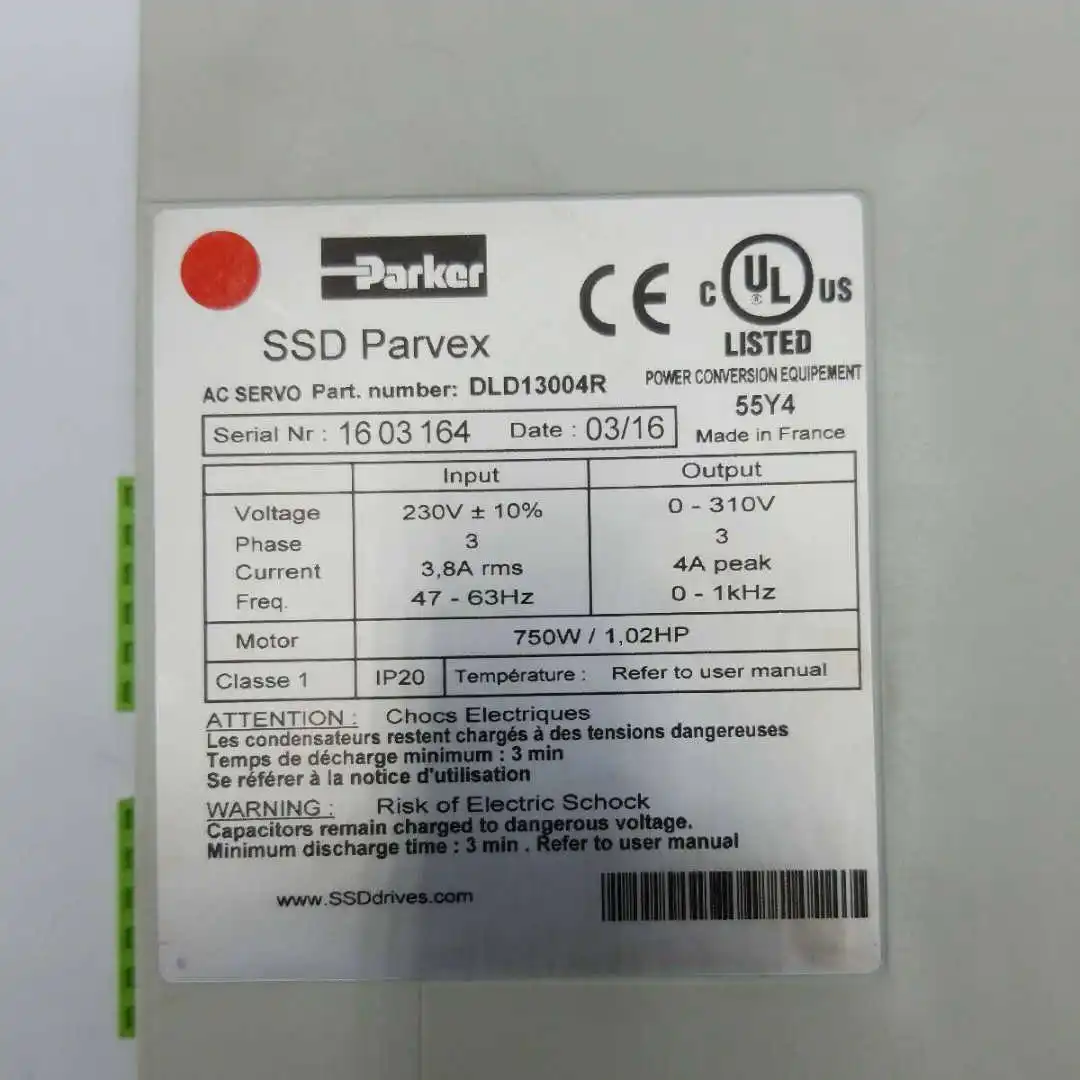 Parker
SSD Parvex
CE
C UL US
®
LISTED
POWER CONVERSION EQUIPEMENT
55Y4
Made in France
AC SERVO Part. number: DLD13004R
Serial Nr : 16 03 164 Date : 03/16
Input Output
Voltage 230V ± 10% 0 - 310V
Phase 3 3
Current 3,8A rms 4A peak
Freq. 47 - 63Hz 0 - 1kHz
Motor 750W / 1,02HP
Classe 1 IP20 Température : Refer to user manual
ATTENTION : Chocs Electriques
Les condensateurs restent chargés à des tensions dangereuses
Temps de décharge minimum : 3 min
Se référer à la notice d'utilisation
WARNING : Risk of Electric Schock
Capacitors remain charged to dangerous voltage.
Minimum discharge time : 3 min . Refer to user manual
www.SSDdrives.com